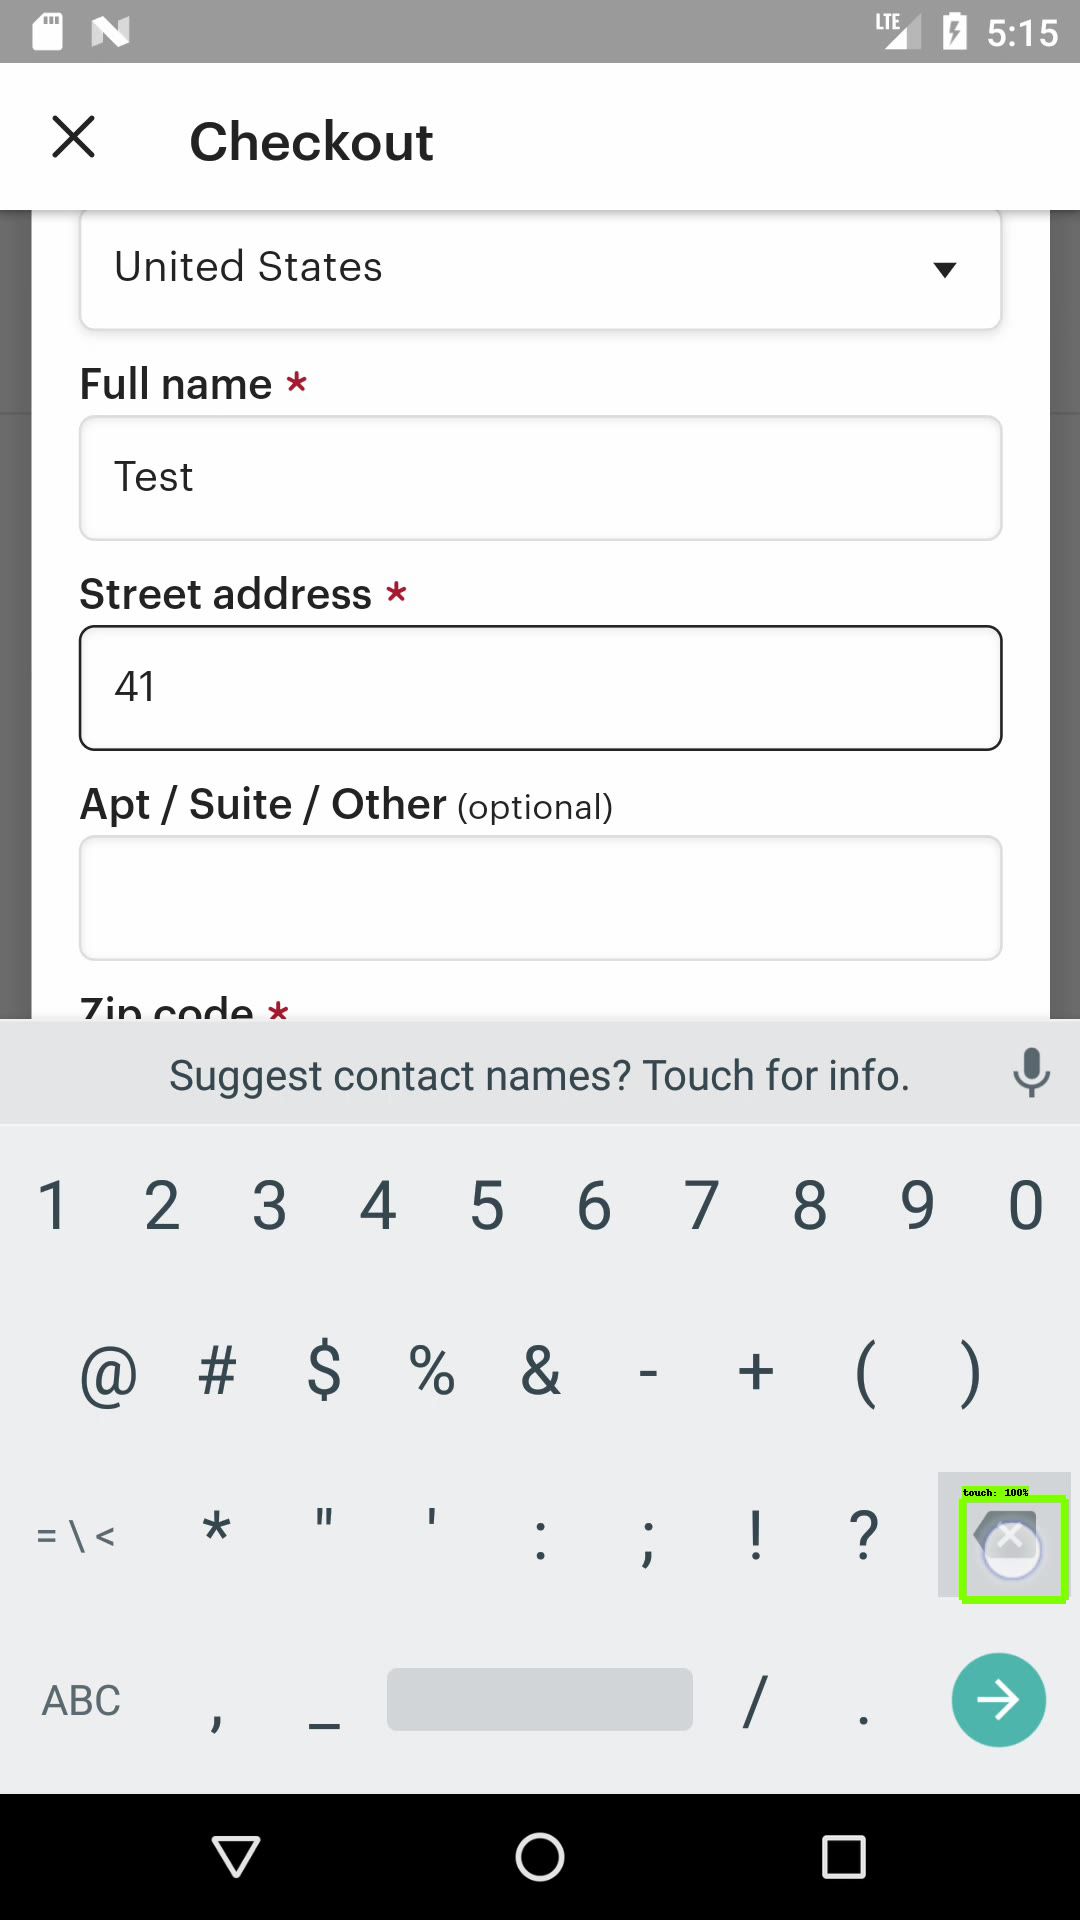 LTE 5:15
Checkout
United States
Full name *
Test
Street address *
41
Apt / Suite / Other (optional)
Zip code *
Suggest contact names? Touch for info.
1 2 3 4 5 6 7 8 9 0
@ # $ % & - + ( )
= \ < * " ' : ; ! ?
touch: 100%
ABC , _ / .